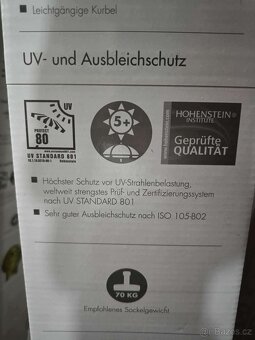 Leichtgängige Kurbel
UV- und Ausbleichschutz
UV
PROTECT
80
UV STANDARD 801
5+
HOHENSTEIN
INSTITUTE
Geprüfte
QUALITÄT
Höchster Schutz vor UV-Strahlenbelastung,
weltweit strengstes Prüf- und Zertifizierungssystem
nach UV STANDARD 801
Sehr guter Ausbleichschutz nach ISO 105-B02
70 KG
Empfohlenes Sockelgewicht